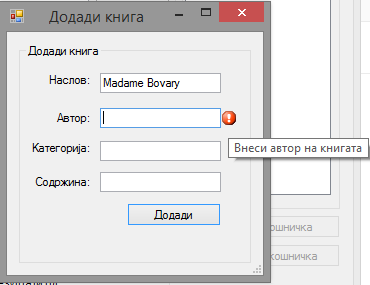 Додади книга
Додади книга
Наслов: Madame Bovary
Автор:
Внеси автор на книгата
Категорија:
Содржина:
Додади